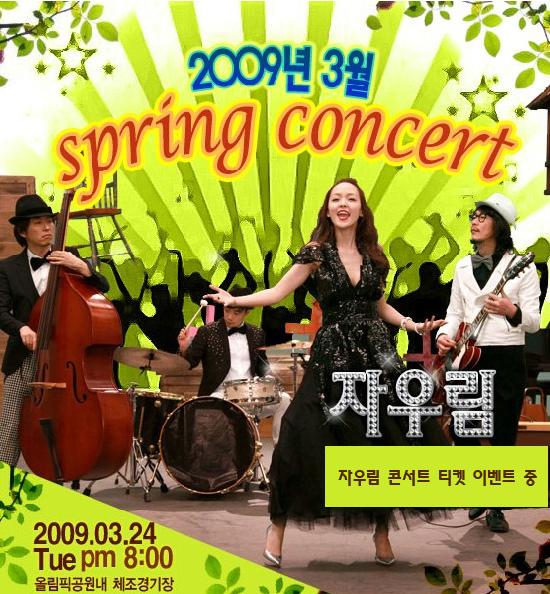 2009년 3월
spring concert
자우림
자우림 콘서트 티켓 이벤트 중
2009.03.24
Tue pm 8:00
올림픽공원내 체조경기장